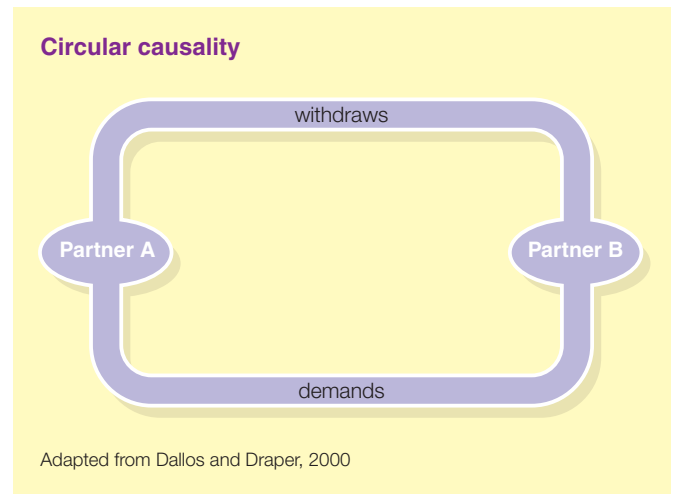 Circular causality
withdraws
Partner A
Partner B
demands
Adapted from Dallos and Draper, 2000